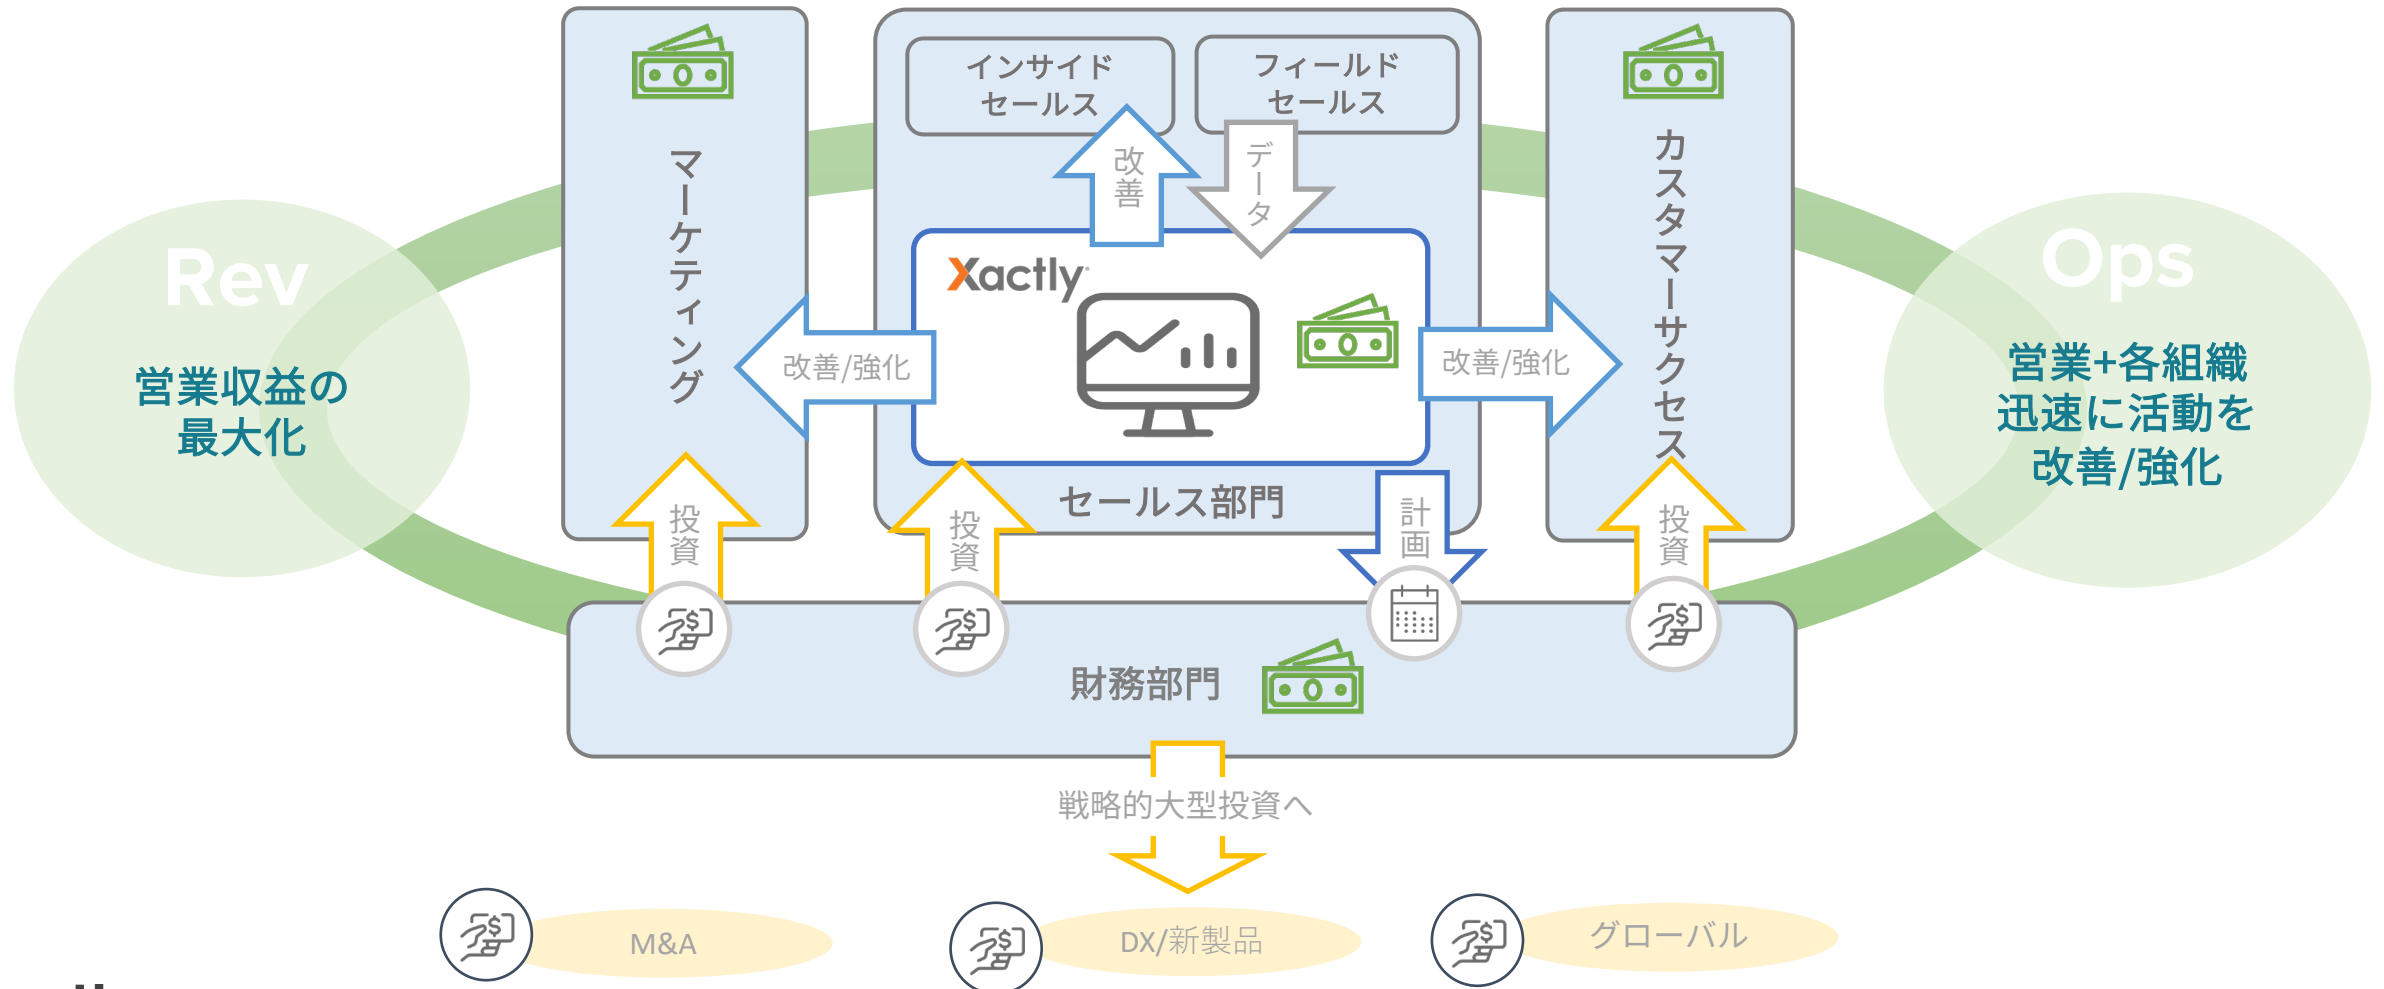 Rev
営業収益の
最大化
マーケティング
インサイド
セールス
フィールド
セールス
改善
データ
Xactly
改善/強化
改善/強化
セールス部門
カスタマーサクセス
Ops
営業+各組織
迅速に活動を
改善/強化
投資
投資
計画
投資
財務部門
戦略的大型投資へ
M&A
DX/新製品
グローバル